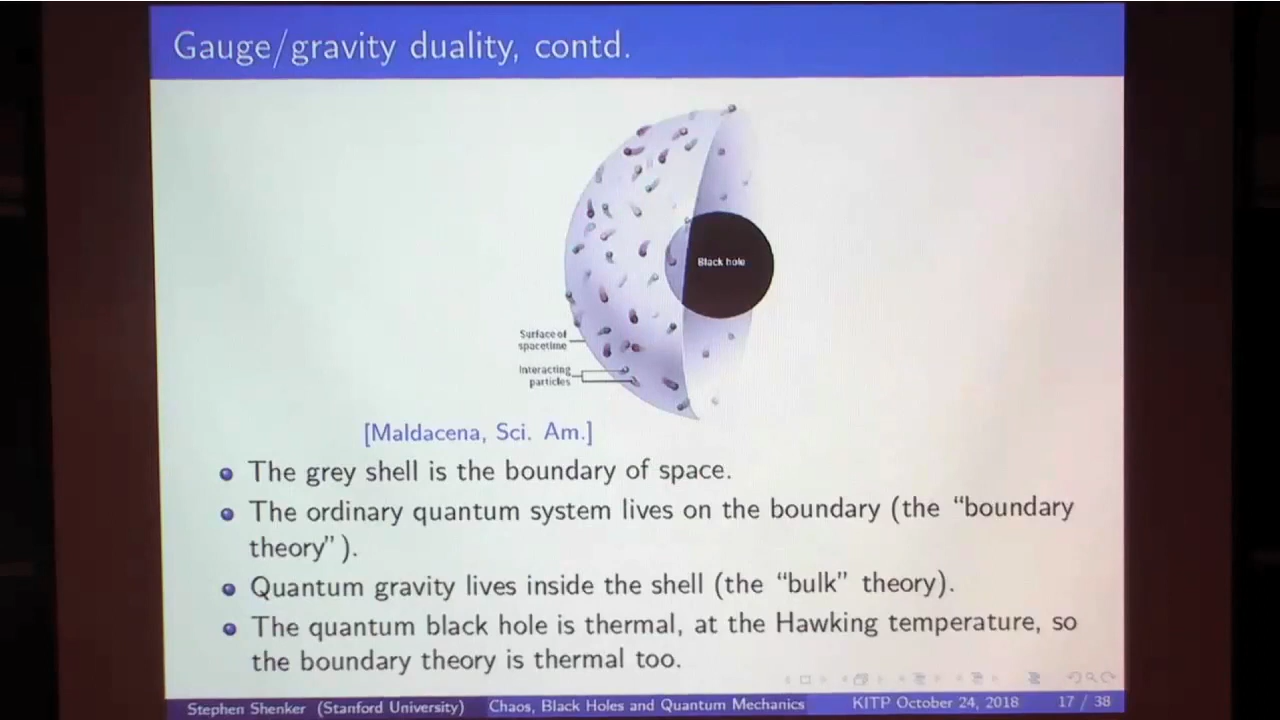 Gauge/gravity duality, contd.
Black hole
Surface of
spacetime
Interacting
particles
[Maldacena, Sci. Am.]
The grey shell is the boundary of space.
The ordinary quantum system lives on the boundary (the “boundary
theory”).
Quantum gravity lives inside the shell (the “bulk” theory).
The quantum black hole is thermal, at the Hawking temperature, so
the boundary theory is thermal too.
Stephen Shenker (Stanford University) Chaos, Black Holes and Quantum Mechanics KITP October 24, 2018 17 / 38